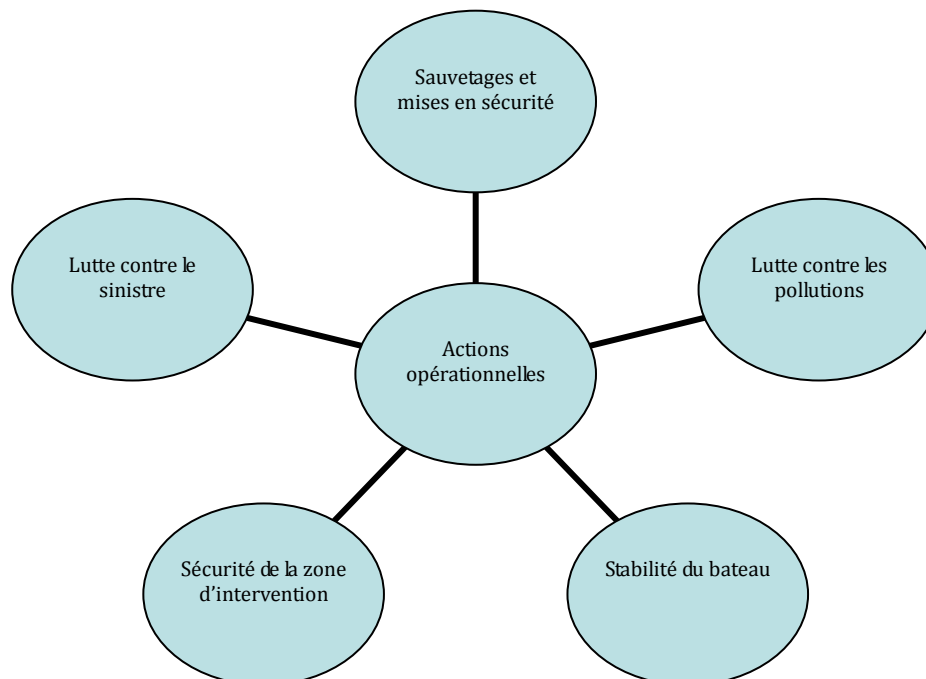 Sauvetages et
mises en sécurité
Lutte contre le
sinistre
Lutte contre les
pollutions
Actions
opérationnelles
Sécurité de la zone
d’intervention
Stabilité du bateau